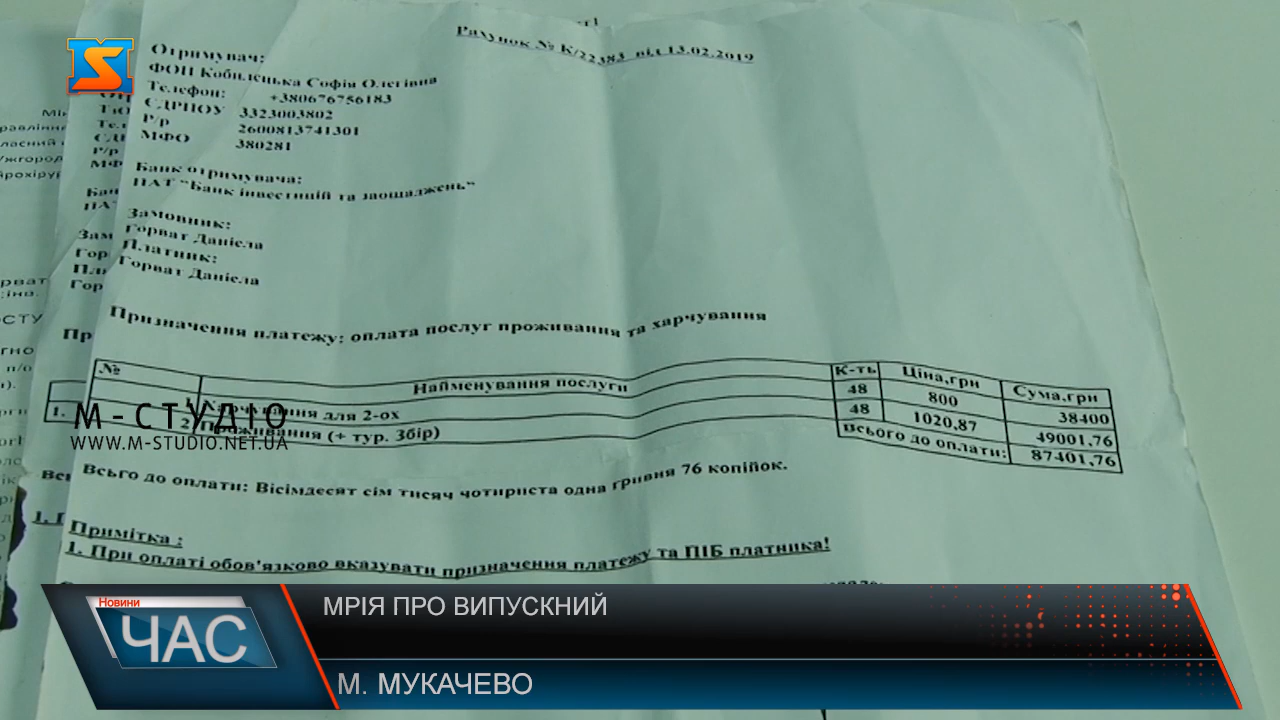 Рахунок № К/22383 від 13.02.2019
Отримувач:
ФОП Кобилецька Софія Олегівна
Телефон: +380676756183
ЄДРПОУ 3323003802
Р/р 2600813741301
МФО 380281
Банк отримувача:
ПАТ "Банк інвестицій та заощаджень"
Замовник:
Горват Даніела
Платник:
Горват Даніела
Призначення платежу: оплата послуг проживання та харчування
№ Найменування послуги К-ть Ціна,грн Сума,грн
1. Харчування для 2-ох 48 800 38400
2. Проживання (+ тур. Збір) 48 1020,87 49001,76
Всього до оплати: 87401,76
Всьго до оплати: Вісімдесят сім тисяч чотириста одна гривня 76 копійок.
Примітка :
1. При оплаті обов'язково вказувати призначення платежу та ПІБ платника!
М-СТУДІО
WWW.M-STUDIO.NET.UA
Новини
ЧАС
МРІЯ ПРО ВИПУСКНИЙ
М. МУКАЧЕВО